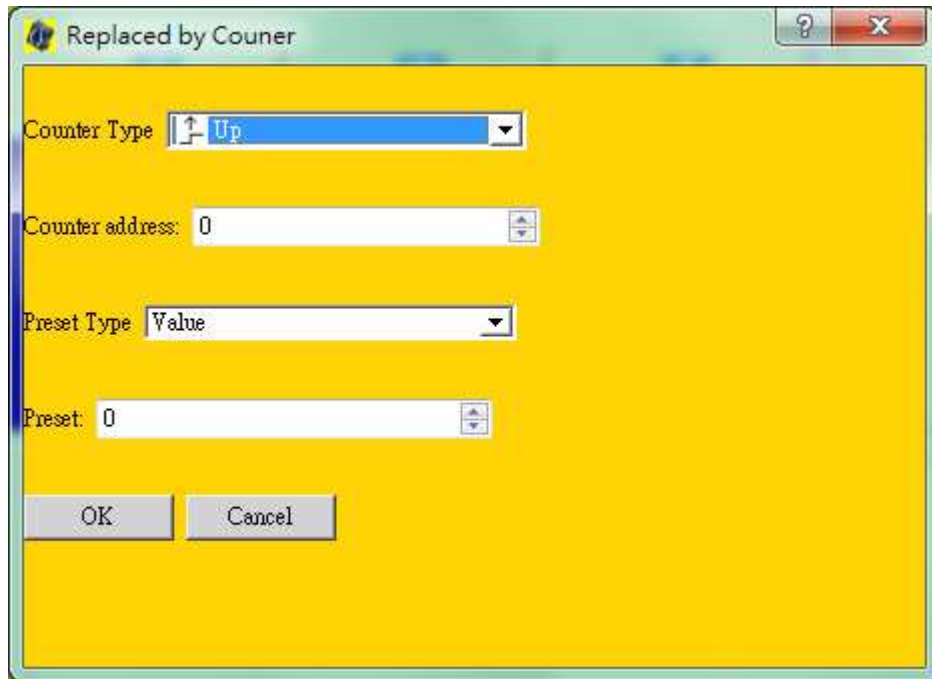 Replaced by Couner
Counter Type Up
Counter address: 0
Preset Type Value
Preset: 0
OK Cancel